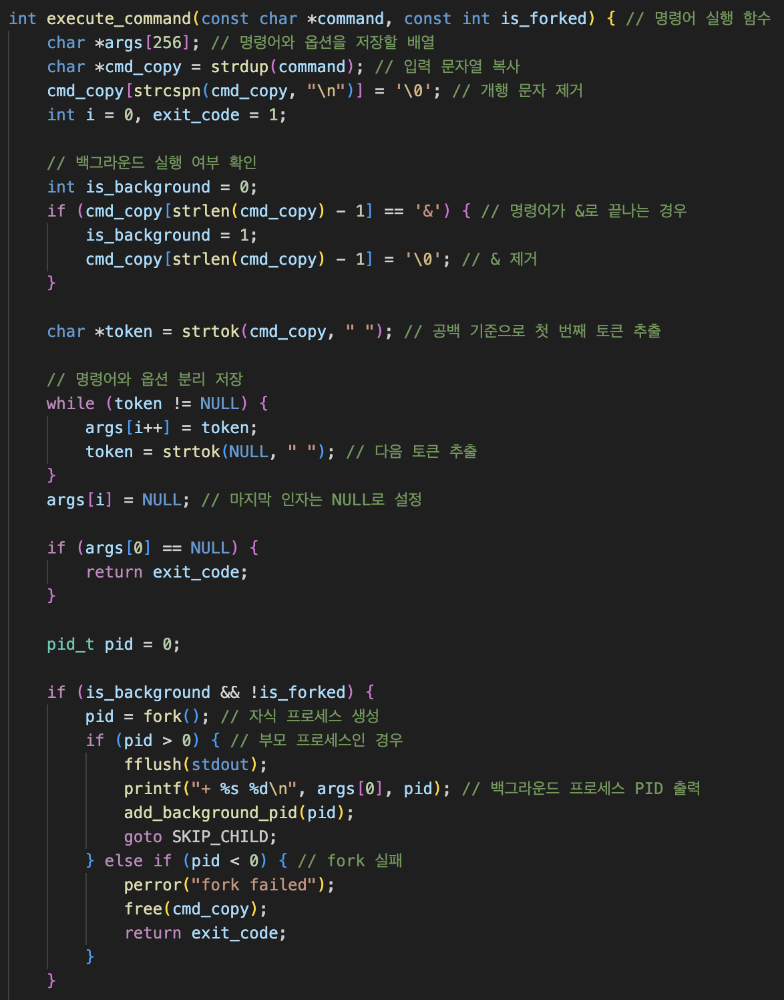 int execute_command(const char *command, const int is_forked) { // 명령어 실행 함수
    char *args[256]; // 명령어와 옵션을 저장할 배열
    char *cmd_copy = strdup(command); // 입력 문자열 복사
    cmd_copy[strcspn(cmd_copy, "\n")] = '\0'; // 개행 문자 제거
    int i = 0, exit_code = 1;

    // 백그라운드 실행 여부 확인
    int is_background = 0;
    if (cmd_copy[strlen(cmd_copy) - 1] == '&') { // 명령어가 &로 끝나는 경우
        is_background = 1;
        cmd_copy[strlen(cmd_copy) - 1] = '\0'; // & 제거
    }

    char *token = strtok(cmd_copy, " "); // 공백 기준으로 첫 번째 토큰 추출

    // 명령어와 옵션 분리 저장
    while (token != NULL) {
        args[i++] = token;
        token = strtok(NULL, " "); // 다음 토큰 추출
    }
    args[i] = NULL; // 마지막 인자는 NULL로 설정

    if (args[0] == NULL) {
        return exit_code;
    }

    pid_t pid = 0;

    if (is_background && !is_forked) {
        pid = fork(); // 자식 프로세스 생성
        if (pid > 0) { // 부모 프로세스인 경우
            fflush(stdout);
            printf("+ %s %d\n", args[0], pid); // 백그라운드 프로세스 PID 출력
            add_background_pid(pid);
            goto SKIP_CHILD;
        } else if (pid < 0) { // fork 실패
            perror("fork failed");
            free(cmd_copy);
            return exit_code;
        }
    }